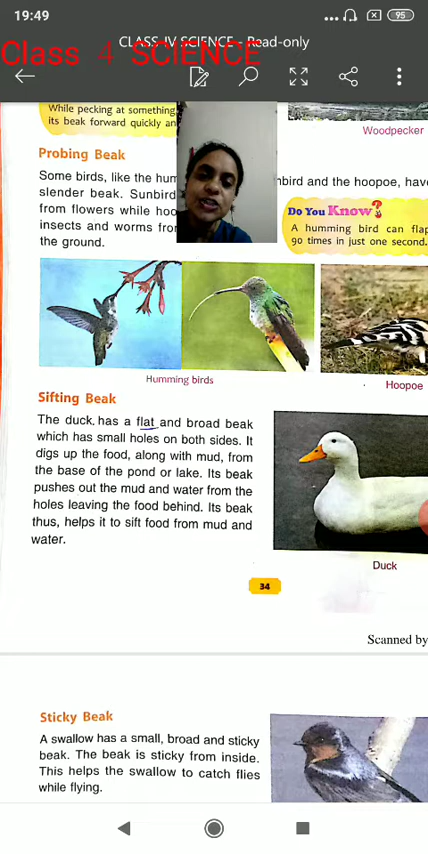 19:49
95
CLASS-IV SCIENCE - Read-only
Class 4 SCIENCE
While pecking at something
its beak forward quickly an
Woodpecker
Probing Beak
Some birds, like the hum
nbird and the hoopoe, have
slender beak. Sunbird
from flowers while hoo
insects and worms from
the ground.
Do You Know?
A humming bird can flap
90 times in just one second.
Humming birds
Hoopoe
Sifting Beak
The duck has a flat and broad beak
which has small holes on both sides. It
digs up the food, along with mud, from
the base of the pond or lake. Its beak
pushes out the mud and water from the
holes leaving the food behind. Its beak
thus, helps it to sift food from mud and
water.
Duck
34
Scanned by
Sticky Beak
A swallow has a small, broad and sticky
beak. The beak is sticky from inside.
This helps the swallow to catch flies
while flying.